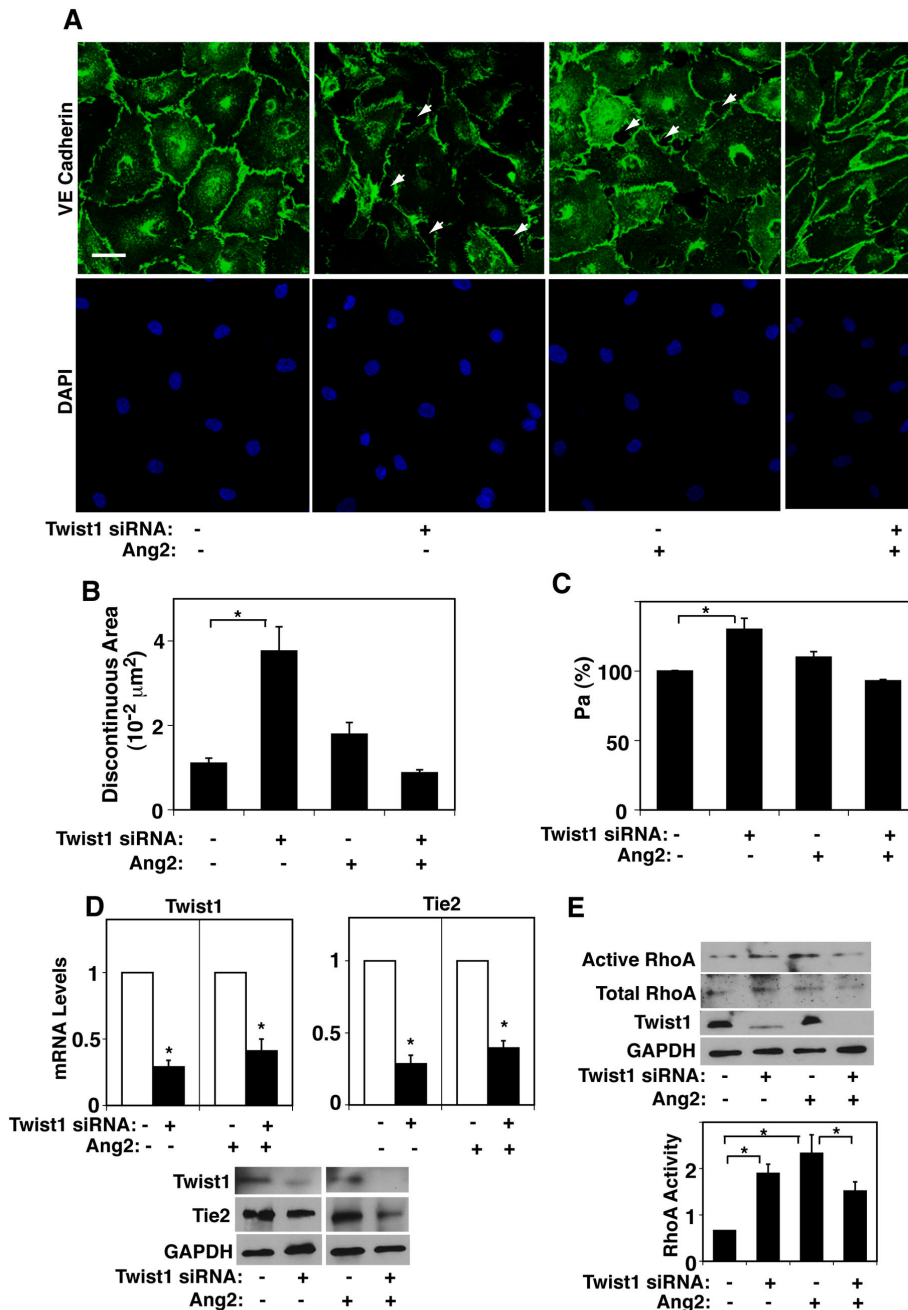 A
VE Cadherin
DAPI
Twist1 siRNA: - + - +
Ang2: - - + +
B
Discontinuous Area
(10⁻² μm²)
4
2
0
*
Twist1 siRNA: - + - +
Ang2: - - + +
C
Pa (%)
100
50
0
*
Twist1 siRNA: - + - +
Ang2: - - + +
D
Twist1
mRNA Levels
1
0.5
0
*
*
Twist1 siRNA: - + - +
Ang2: - - + +
Tie2
1
0.5
0
*
*
- + - +
- - + +
Twist1
Tie2
GAPDH
Twist1 siRNA: - + - +
Ang2: - - + +
E
Active RhoA
Total RhoA
Twist1
GAPDH
Twist1 siRNA: - + - +
Ang2: - - + +
RhoA Activity
2
1
0
*
*
*
Twist1 siRNA: - + - +
Ang2: - - + +